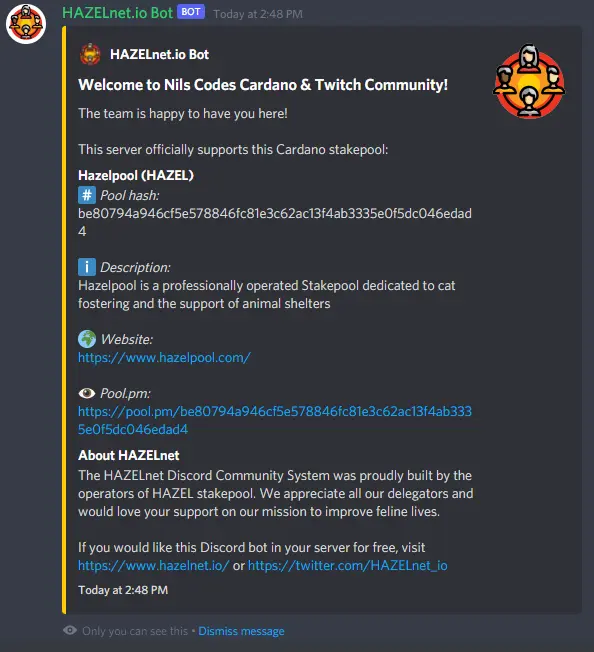 HAZELnet.io Bot BOT Today at 2:48 PM
HAZELnet.io Bot
Welcome to Nils Codes Cardano & Twitch Community!
The team is happy to have you here!
This server officially supports this Cardano stakepool:
Hazelpool (HAZEL)
# Pool hash:
be80794a946cf5e578846fc81e3c62ac13f4ab3335e0f5dc046edad
4
i Description:
Hazelpool is a professionally operated Stakepool dedicated to cat
fostering and the support of animal shelters
Website:
https://www.hazelpool.com/
Pool.pm:
https://pool.pm/be80794a946cf5e578846fc81e3c62ac13f4ab333
5e0f5dc046edad4
About HAZELnet
The HAZELnet Discord Community System was proudly built by the
operators of HAZEL stakepool. We appreciate all our delegators and
would love your support on our mission to improve feline lives.
If you would like this Discord bot in your server for free, visit
https://www.hazelnet.io/ or https://twitter.com/HAZELnet_io
Today at 2:48 PM
Only you can see this • Dismiss message